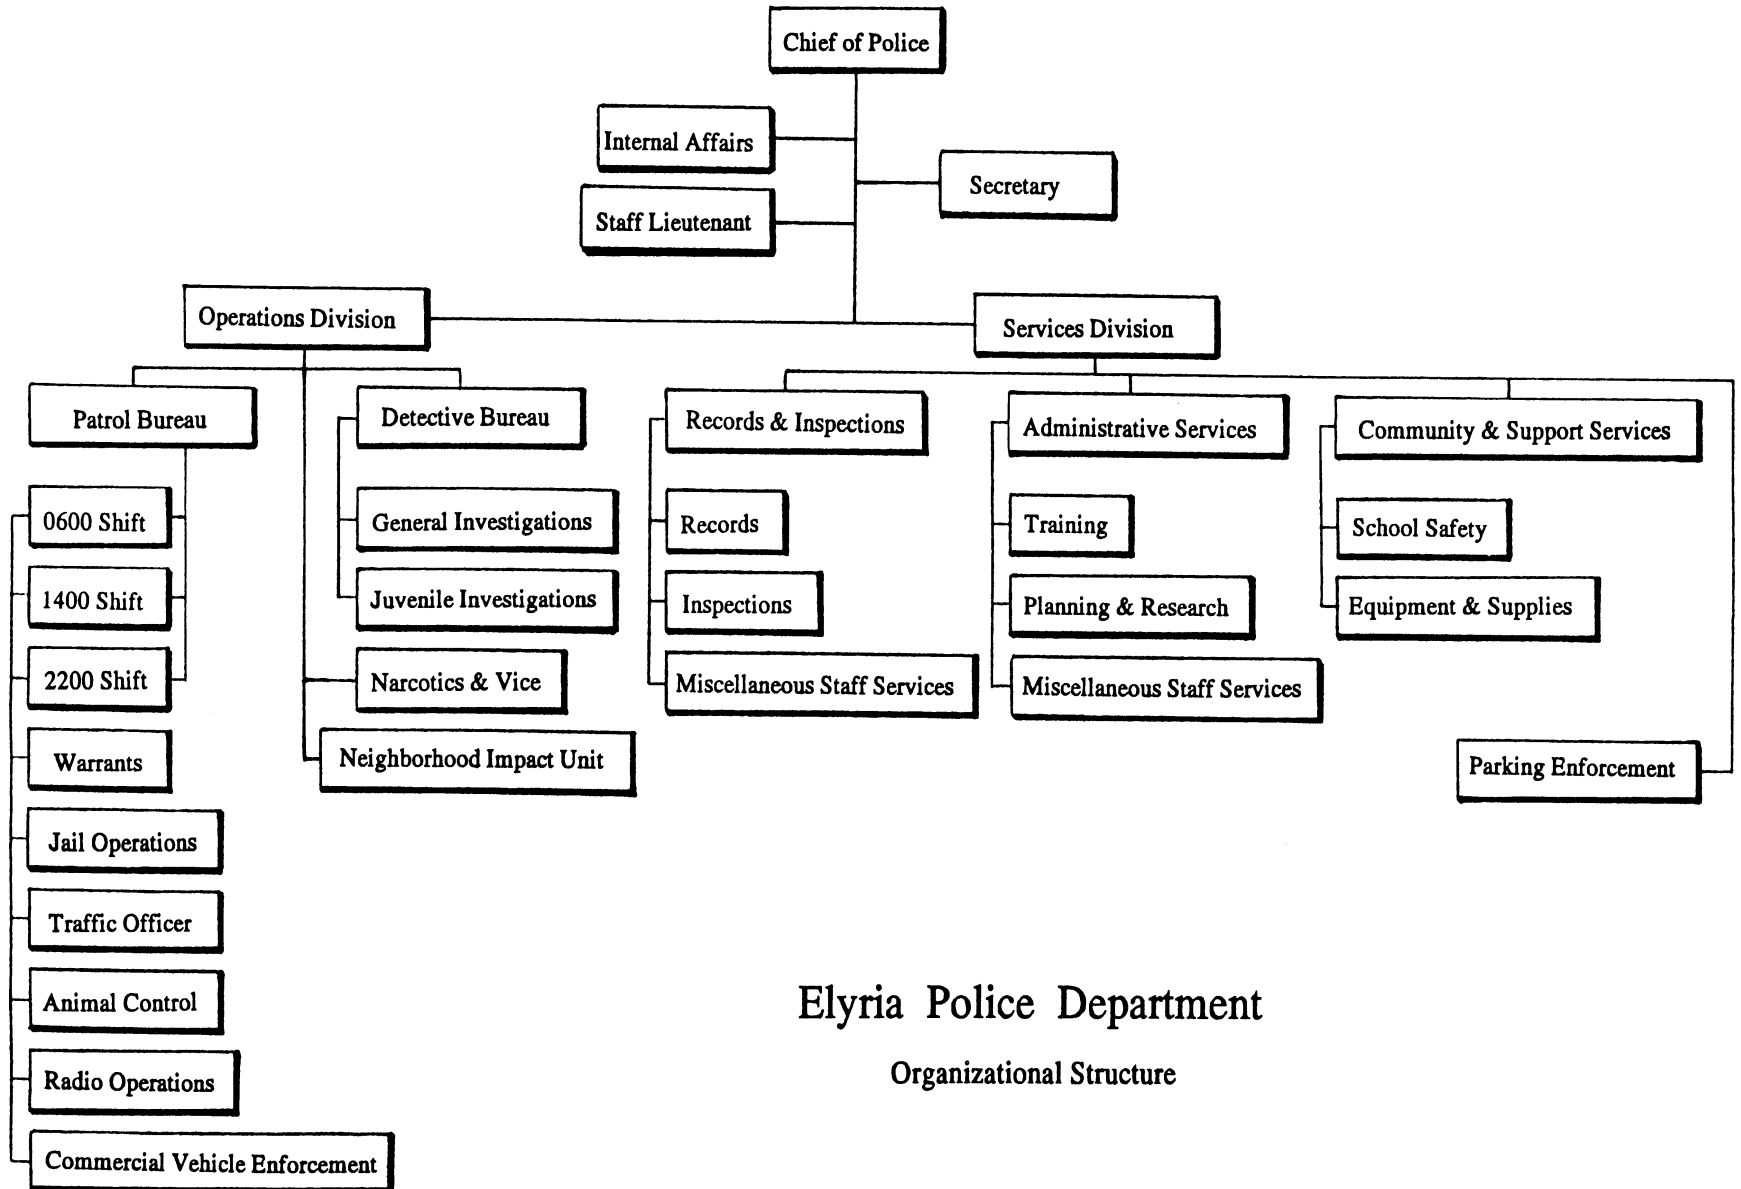 Chief of Police
Internal Affairs
Secretary
Staff Lieutenant
Operations Division
Services Division
Patrol Bureau
Detective Bureau
Records & Inspections
Administrative Services
Community & Support Services
0600 Shift
General Investigations
Records
Training
School Safety
1400 Shift
Juvenile Investigations
Inspections
Planning & Research
Equipment & Supplies
2200 Shift
Narcotics & Vice
Miscellaneous Staff Services
Miscellaneous Staff Services
Warrants
Neighborhood Impact Unit
Parking Enforcement
Jail Operations
Traffic Officer
Animal Control
Radio Operations
Commercial Vehicle Enforcement
Elyria Police Department
Organizational Structure